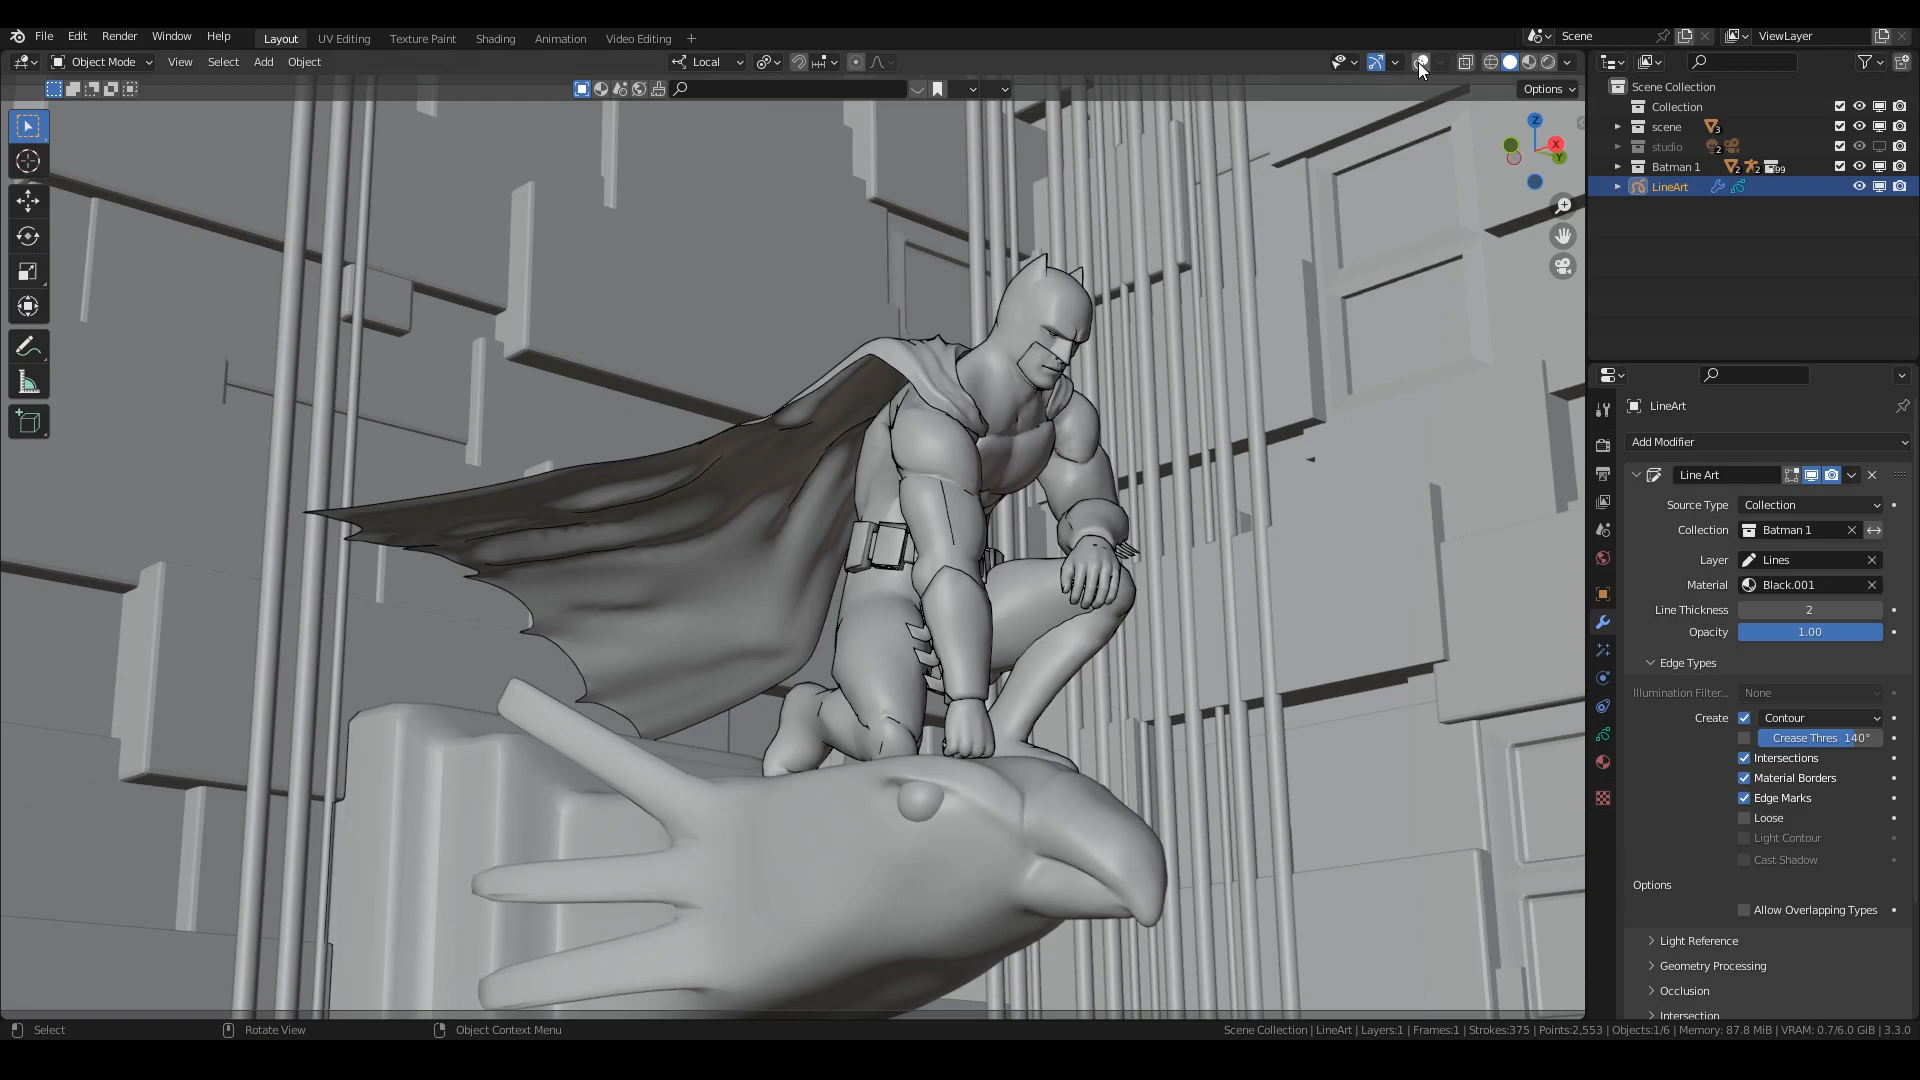 File Edit Render Window Help Layout UV Editing Texture Paint Shading Animation Video Editing + Scene ViewLayer
Object Mode View Select Add Object Local
Options
Z
X
Y
Scene Collection
Collection
scene 3
studio 2
Batman 1 2 2 99
LineArt
LineArt
Add Modifier
Line Art
Source Type Collection
Collection Batman 1
Layer Lines
Material Black.001
Line Thickness 2
Opacity 1.00
Edge Types
Illumination Filter... None
Create Contour
Crease Thres 140°
Intersections
Material Borders
Edge Marks
Loose
Light Contour
Cast Shadow
Options
Allow Overlapping Types
Light Reference
Geometry Processing
Occlusion
Intersection
Select Rotate View Object Context Menu Scene Collection | LineArt | Layers:1 | Frames:1 | Strokes:375 | Points:2,553 | Objects:1/6 | Memory: 87.8 MiB | VRAM: 0.7/6.0 GiB | 3.3.0